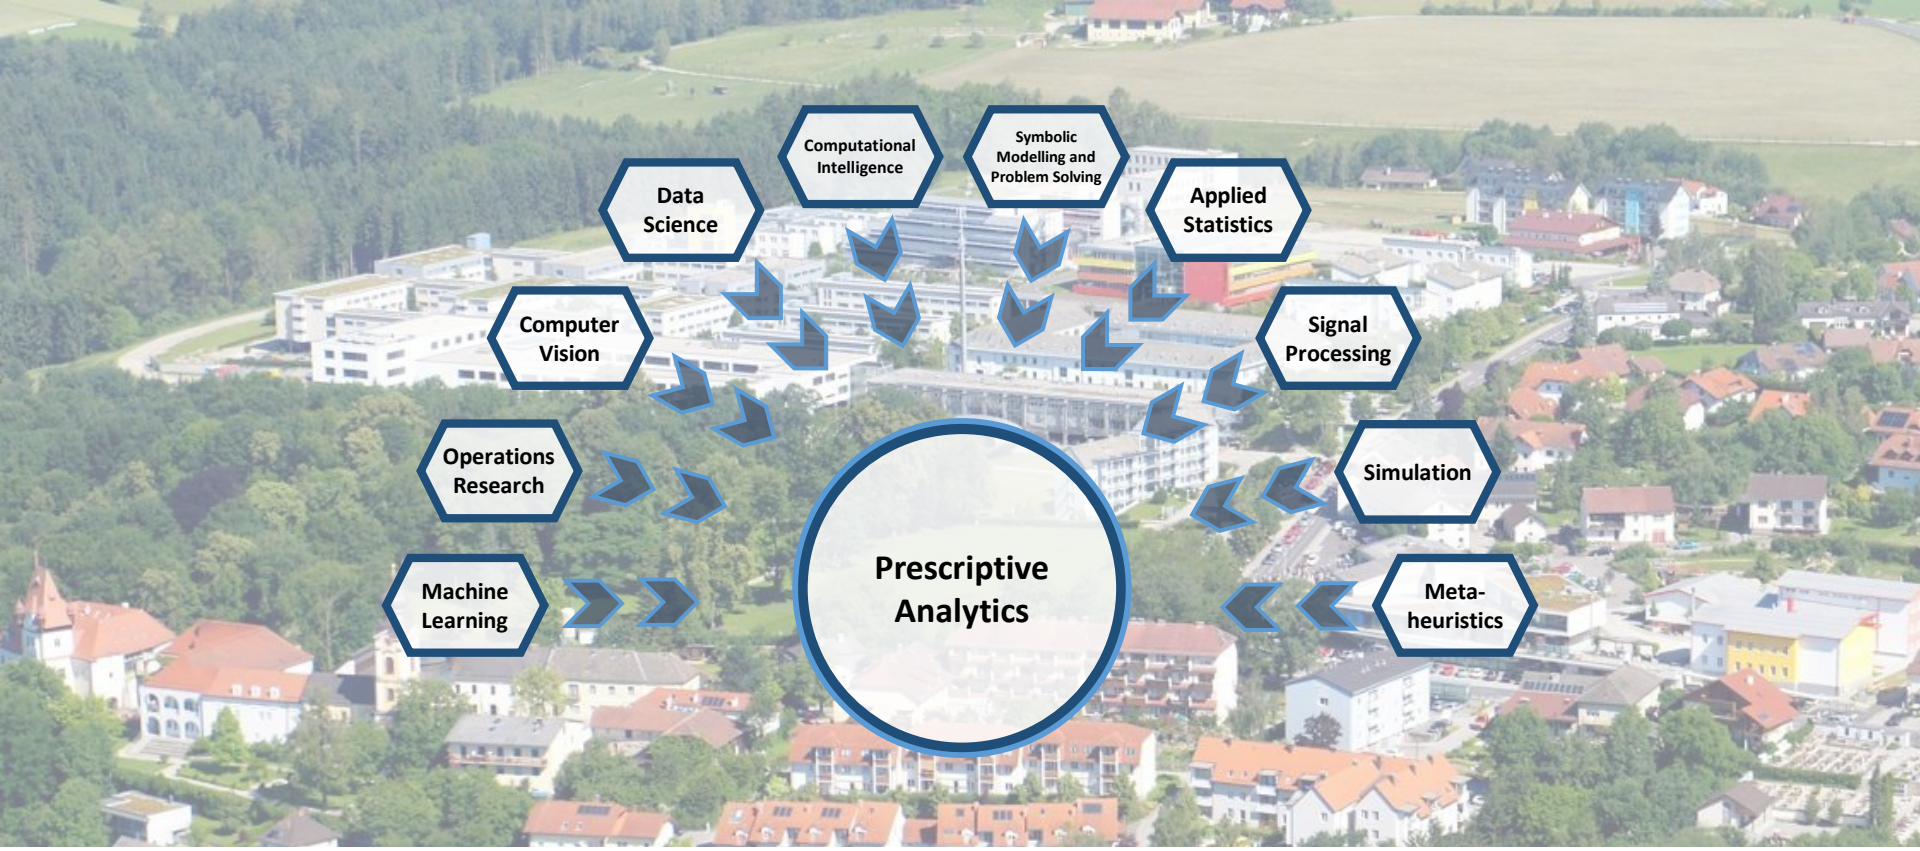 Computational
Intelligence
Symbolic
Modelling and
Problem Solving
Data
Science
Applied
Statistics
Computer
Vision
Signal
Processing
Operations
Research
Simulation
Machine
Learning
Prescriptive
Analytics
Meta-
heuristics